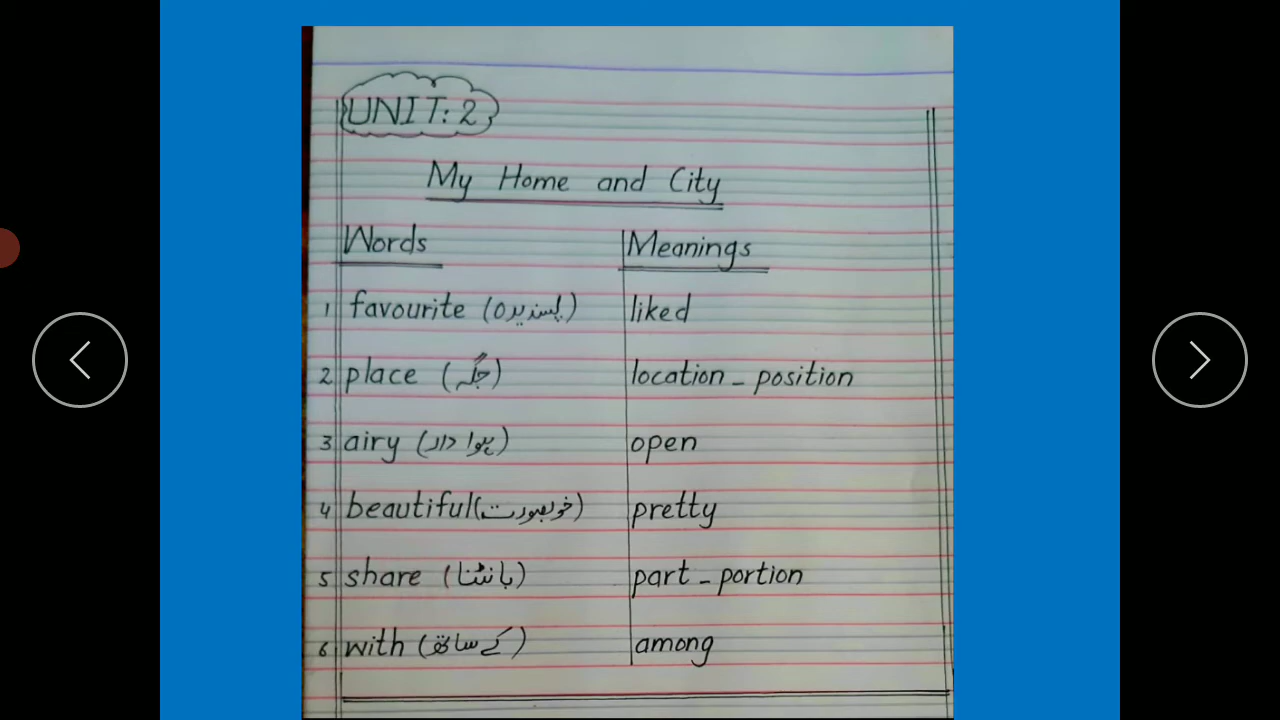 UNIT: 2
My Home and City
Words Meanings
1 favourite (پسندیدہ) liked
2 place (جگہ) location - position
3 airy (ہوا دار) open
4 beautiful (خوبصورت) pretty
5 share (بانٹنا) part - portion
6 with (کے ساتھ) among